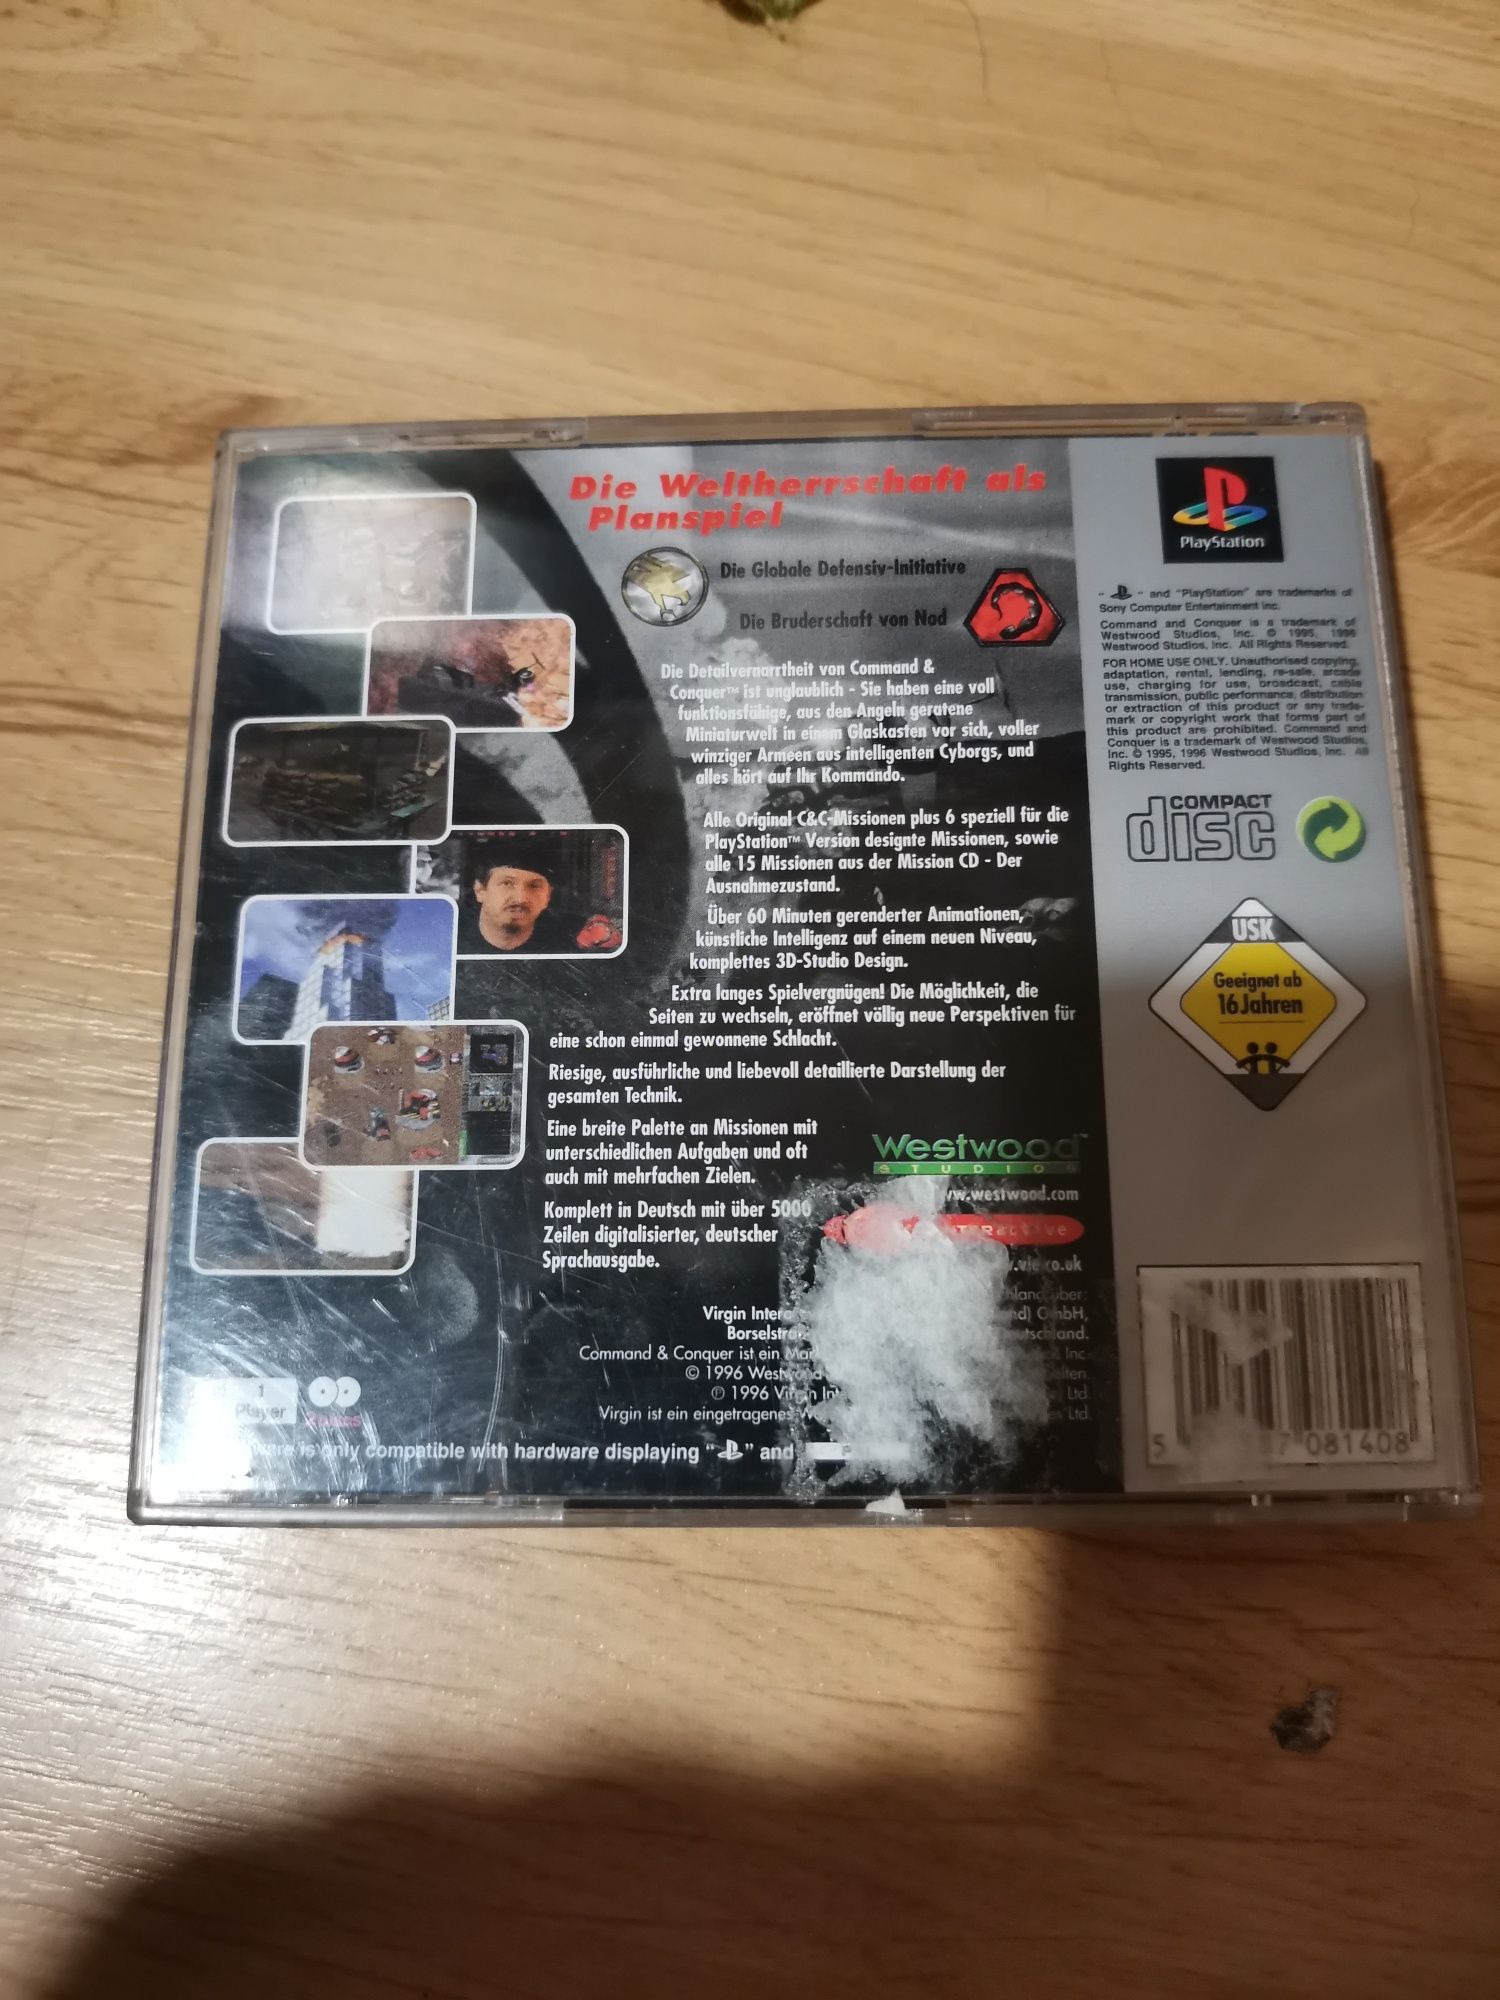 Die Weltherrschaft als
Planspiel
Die Globale Defensiv-Initiative
Die Bruderschaft von Nod
Die Detailvernarrtheit von Command &
Conquer™ ist unglaublich - Sie haben eine voll
funktionsfähige, aus den Angeln geratene
Miniaturwelt in einem Glaskasten vor sich, voller
winziger Armeen aus intelligenten Cyborgs, und
alles hört auf Ihr Kommando.
Alle Original C&C-Missionen plus 6 speziell für die
PlayStation™ Version designte Missionen, sowie
alle 15 Missionen aus der Mission CD - Der
Ausnahmezustand.
Über 60 Minuten gerenderter Animationen,
künstliche Intelligenz auf einem neuen Niveau,
komplettes 3D-Studio Design.
Extra langes Spielvergnügen! Die Möglichkeit, die
Seiten zu wechseln, eröffnet völlig neue Perspektiven für
eine schon einmal gewonnene Schlacht.
Riesige, ausführliche und liebevoll detaillierte Darstellung der
gesamten Technik.
Eine breite Palette an Missionen mit
unterschiedlichen Aufgaben und oft
auch mit mehrfachen Zielen.
Komplett in Deutsch mit über 5000
Zeilen digitalisierter, deutscher
Sprachausgabe.
Westwood™
STUDIOS
www.westwood.com
Virgin GmbH,
Command & Conquer ist ein Inc.
© 1996
℗ 1996 Virgin Ltd.
Virgin ist ein eingetragenes Ltd.
1
Player
is only compatible with hardware displaying " " and
PlayStation
" " and "PlayStation" are trademarks of
Sony Computer Entertainment Inc.
Command and Conquer is a trademark of
Westwood Studios, Inc. © 1995, 1996
Westwood Studios, Inc. All Rights Reserved.
FOR HOME USE ONLY. Unauthorised copying,
adaptation, rental, lending, re-sale, arcade
use, charging for use, broadcast, cable
transmission, public performance, distribution
or extraction of this product or any trade-
mark or copyright work that forms part of
this product are prohibited. Command and
Conquer is a trademark of Westwood Studios,
Inc. © 1995, 1996 Westwood Studios, Inc. All
Rights Reserved.
COMPACT
disc
USK
Geeignet ab
16 Jahren
5 7 081408